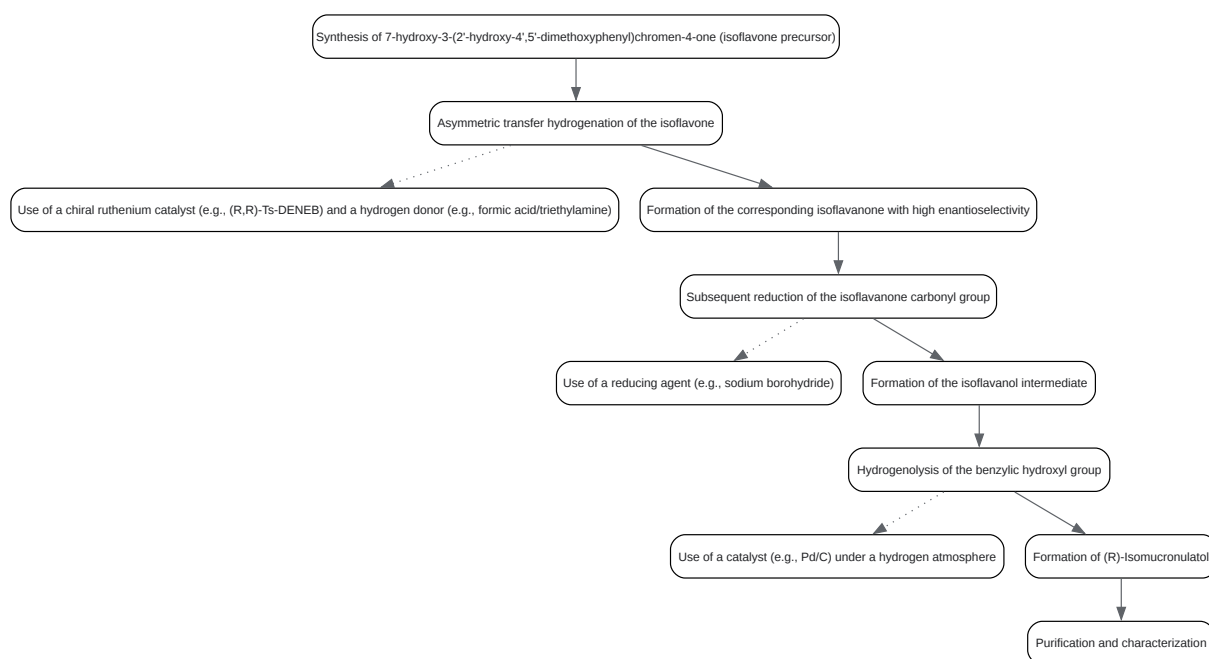 Synthesis of 7-hydroxy-3-(2'-hydroxy-4',5'-dimethoxyphenyl)chromen-4-one (isoflavone precursor)
Asymmetric transfer hydrogenation of the isoflavone
Use of a chiral ruthenium catalyst (e.g., (R,R)-Ts-DENEB) and a hydrogen donor (e.g., formic acid/triethylamine)
Formation of the corresponding isoflavanone with high enantioselectivity
Subsequent reduction of the isoflavanone carbonyl group
Use of a reducing agent (e.g., sodium borohydride)
Formation of the isoflavanol intermediate
Hydrogenolysis of the benzylic hydroxyl group
Use of a catalyst (e.g., Pd/C) under a hydrogen atmosphere
Formation of (R)-Isomucronulatol
Purification and characterization